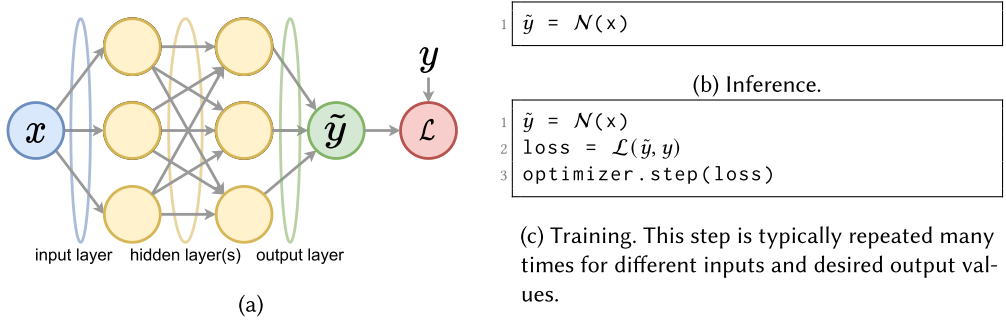 x
ỹ
y
ℒ
input layer
hidden layer(s)
output layer
(a)
1 ỹ = 𝒩(x)
(b) Inference.
1 ỹ = 𝒩(x)
2 loss = ℒ(ỹ, y)
3 optimizer.step(loss)
(c) Training. This step is typically repeated many
times for different inputs and desired output val-
ues.